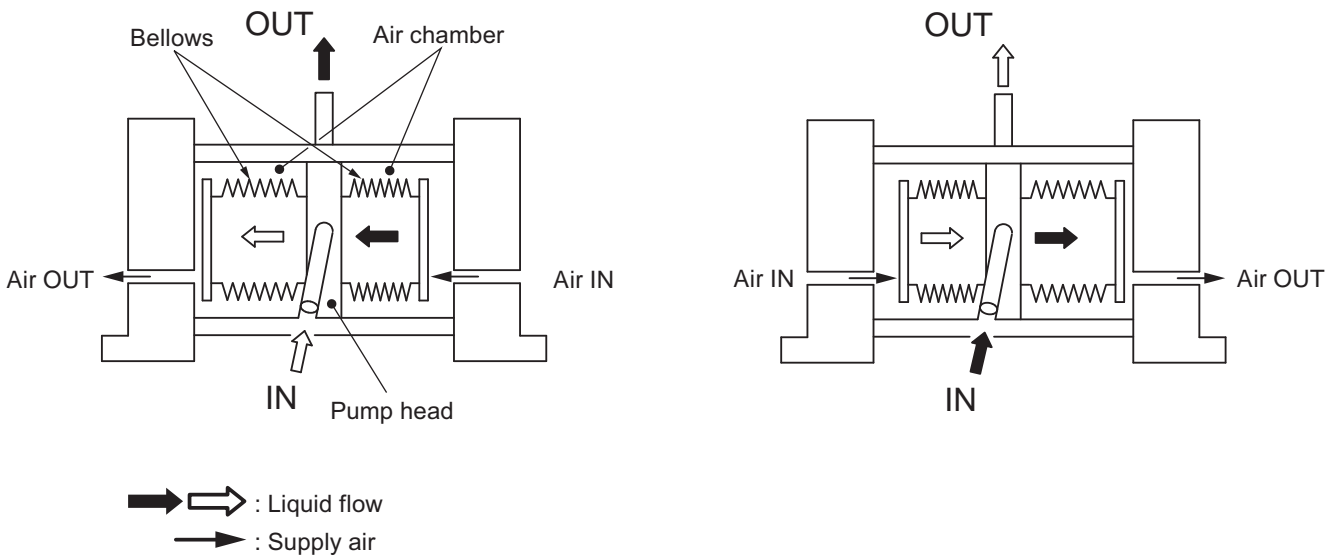 OUT
Bellows
Air chamber
Air OUT
Air IN
IN
Pump head
OUT
Air IN
Air OUT
IN
: Liquid flow
: Supply air